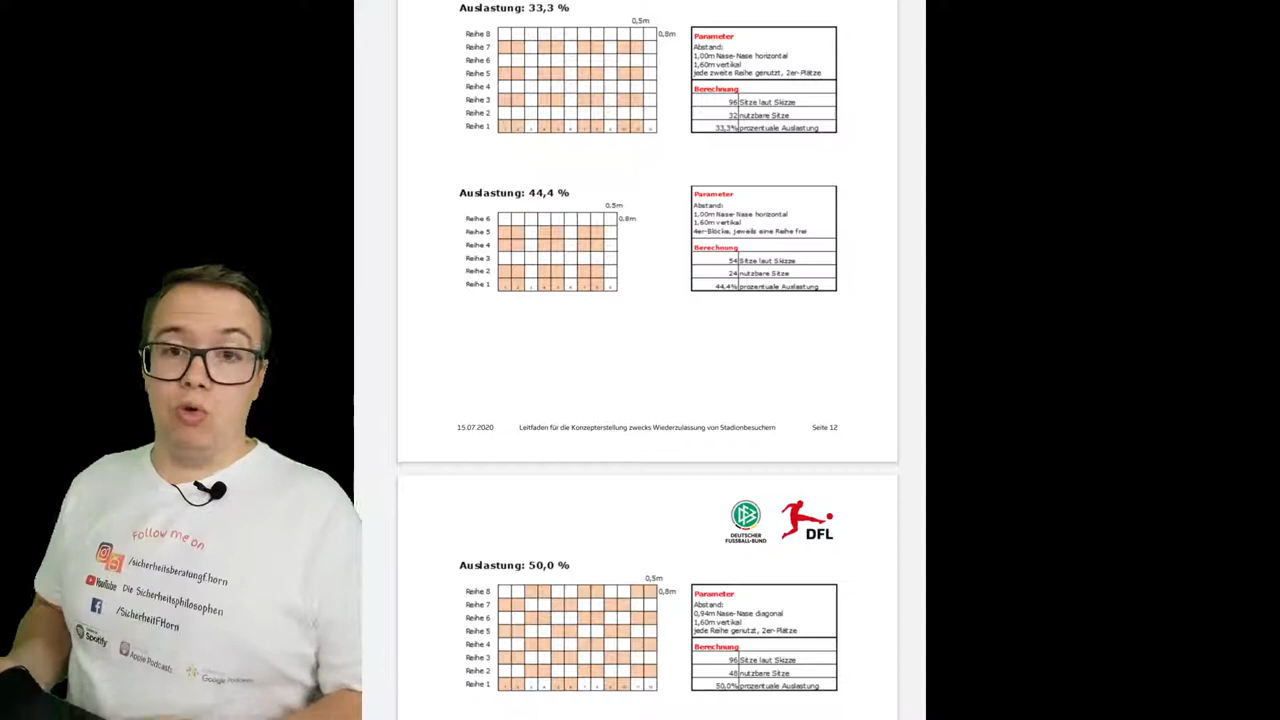 Auslastung: 33,3 %
0,5m
Reihe 8
0,8m
Reihe 7
Reihe 6
Reihe 5
Reihe 4
Reihe 3
Reihe 2
Reihe 1
Parameter
Abstand:
1,00m Nase-Nase horizontal
1,60m vertikal
jede zweite Reihe genutzt, 2er-Plätze
Berechnung
96 Sitze laut Skizze
32 nutzbare Sitze
33,3% prozentuale Auslastung
Auslastung: 44,4 %
0,5m
Reihe 6
0,8m
Reihe 5
Reihe 4
Reihe 3
Reihe 2
Reihe 1
Parameter
Abstand:
1,00m Nase-Nase horizontal
1,60m vertikal
4er-Blöcke, jeweils eine Reihe frei
Berechnung
54 Sitze laut Skizze
24 nutzbare Sitze
44,4% prozentuale Auslastung
15.07.2020 Leitfaden für die Konzepterstellung zwecks Wiederzulassung von Stadionbesuchern Seite 12
DEUTSCHER
FUSSBALL-BUND
DFL
Auslastung: 50,0 %
0,5m
Reihe 8
0,8m
Reihe 7
Reihe 6
Reihe 5
Reihe 4
Reihe 3
Reihe 2
Reihe 1
Parameter
Abstand:
0,94m Nase-Nase diagonal
1,60m vertikal
jede Reihe genutzt, 2er-Plätze
Berechnung
96 Sitze laut Skizze
48 nutzbare Sitze
50,0% prozentuale Auslastung
Follow me on
/sicherheitsberatungf.horn
YouTube Die Sicherheitsphilosophen
/SicherheitFHorn
Spotify
Apple Podcasts
Google Podcasts